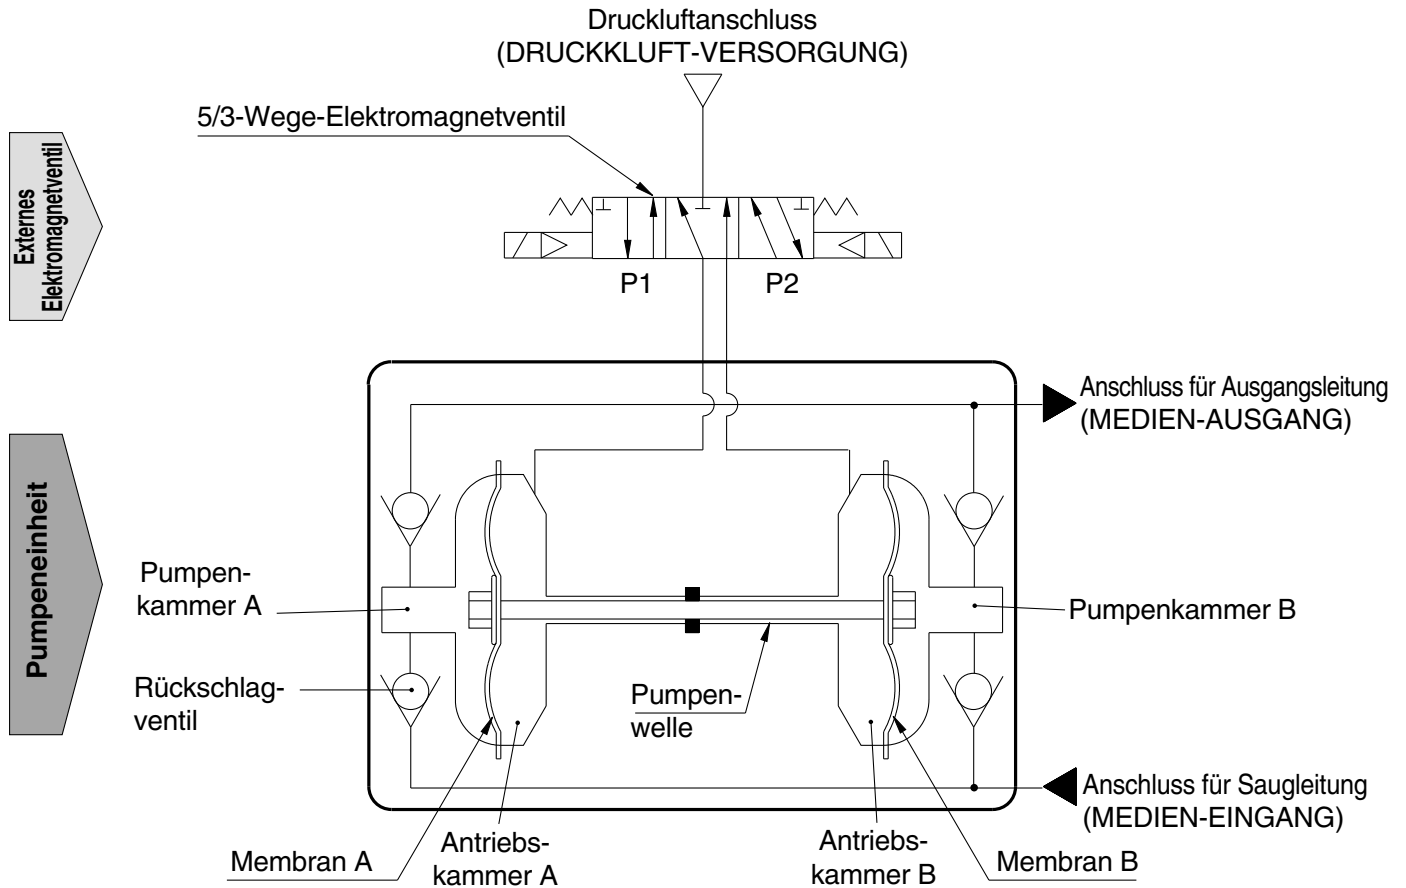 Druckluftanschluss
(DRUCKKLUFT-VERSORGUNG)
5/3-Wege-Elektromagnetventil
Externes
Elektromagnetventil
P1
P2
Anschluss für Ausgangsleitung
(MEDIEN-AUSGANG)
Pumpeneinheit
Pumpen-
kammer A
Pumpenkammer B
Rückschlag-
ventil
Pumpen-
welle
Anschluss für Saugleitung
(MEDIEN-EINGANG)
Membran A
Antriebs-
kammer A
Antriebs-
kammer B
Membran B